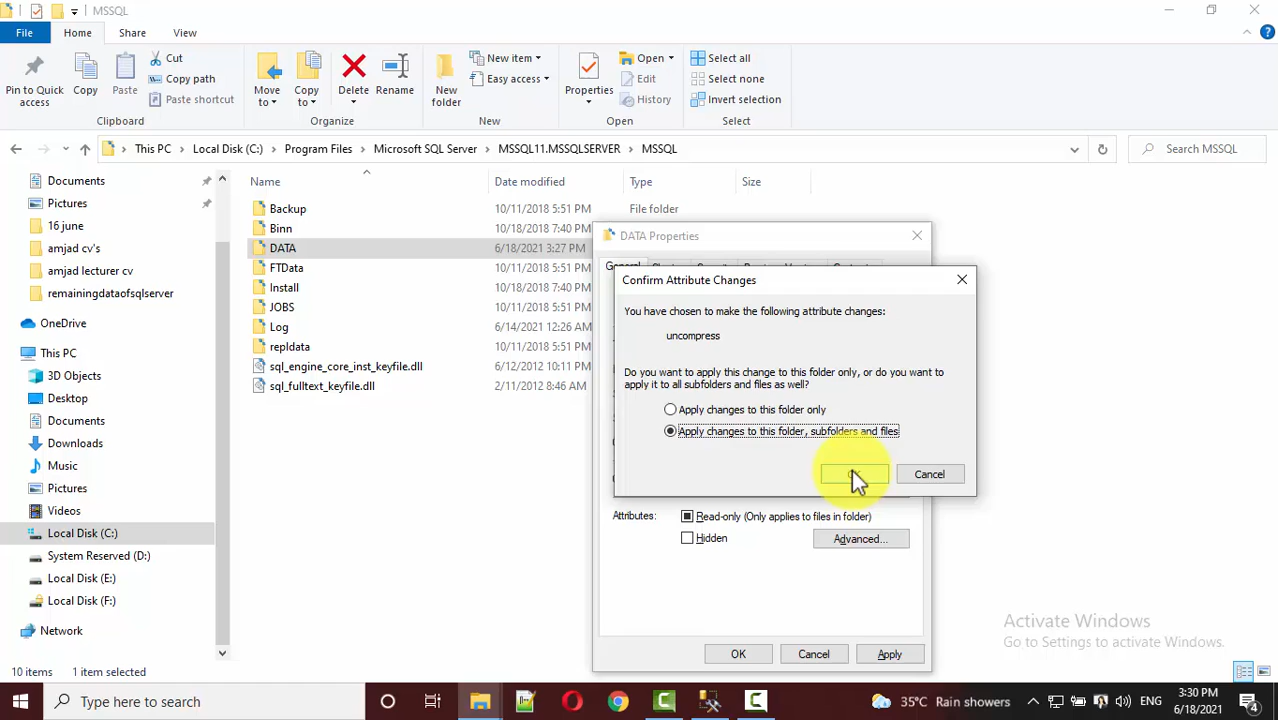 MSSQL
File Home Share View
Pin to Quick access
Copy
Paste
Cut
Copy path
Paste shortcut
Clipboard
Move to
Copy to
Delete
Rename
Organize
New folder
New item
Easy access
New
Properties
Open
Edit
History
Open
Select all
Select none
Invert selection
Select
This PC > Local Disk (C:) > Program Files > Microsoft SQL Server > MSSQL11.MSSQLSERVER > MSSQL
Search MSSQL
Documents
Pictures
16 june
amjad cv's
amjad lecturer cv
remainingdataofsqlserver
OneDrive
This PC
3D Objects
Desktop
Documents
Downloads
Music
Pictures
Videos
Local Disk (C:)
System Reserved (D:)
Local Disk (E:)
Local Disk (F:)
Network
Name Date modified Type Size
Backup 10/11/2018 5:51 PM File folder
Binn 10/18/2018 7:40 PM
DATA 6/18/2021 3:27 PM
FTData 10/11/2018 5:51 PM
Install 10/18/2018 7:40 PM
JOBS 10/11/2018 5:51 PM
Log 6/14/2021 12:26 AM
repldata 10/11/2018 5:51 PM
sql_engine_core_inst_keyfile.dll 6/12/2012 10:11 PM
sql_fulltext_keyfile.dll 2/11/2012 8:46 AM
DATA Properties
Confirm Attribute Changes
You have chosen to make the following attribute changes:
uncompress
Do you want to apply this change to this folder only, or do you want to
apply it to all subfolders and files as well?
Apply changes to this folder only
Apply changes to this folder, subfolders and files
Cancel
Attributes: Read-only (Only applies to files in folder)
Hidden Advanced...
OK Cancel Apply
Activate Windows
Go to Settings to activate Windows.
10 items 1 item selected
Type here to search
35°C Rain showers
ENG
3:30 PM
6/18/2021
4